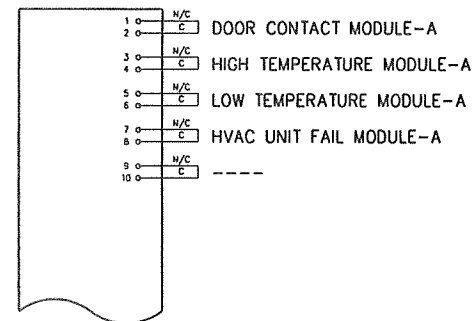 1 N/C
2 C DOOR CONTACT MODULE-A
3 N/C
4 C HIGH TEMPERATURE MODULE-A
5 N/C
6 C LOW TEMPERATURE MODULE-A
7 N/C
8 C HVAC UNIT FAIL MODULE-A
9 N/C
10 C ----